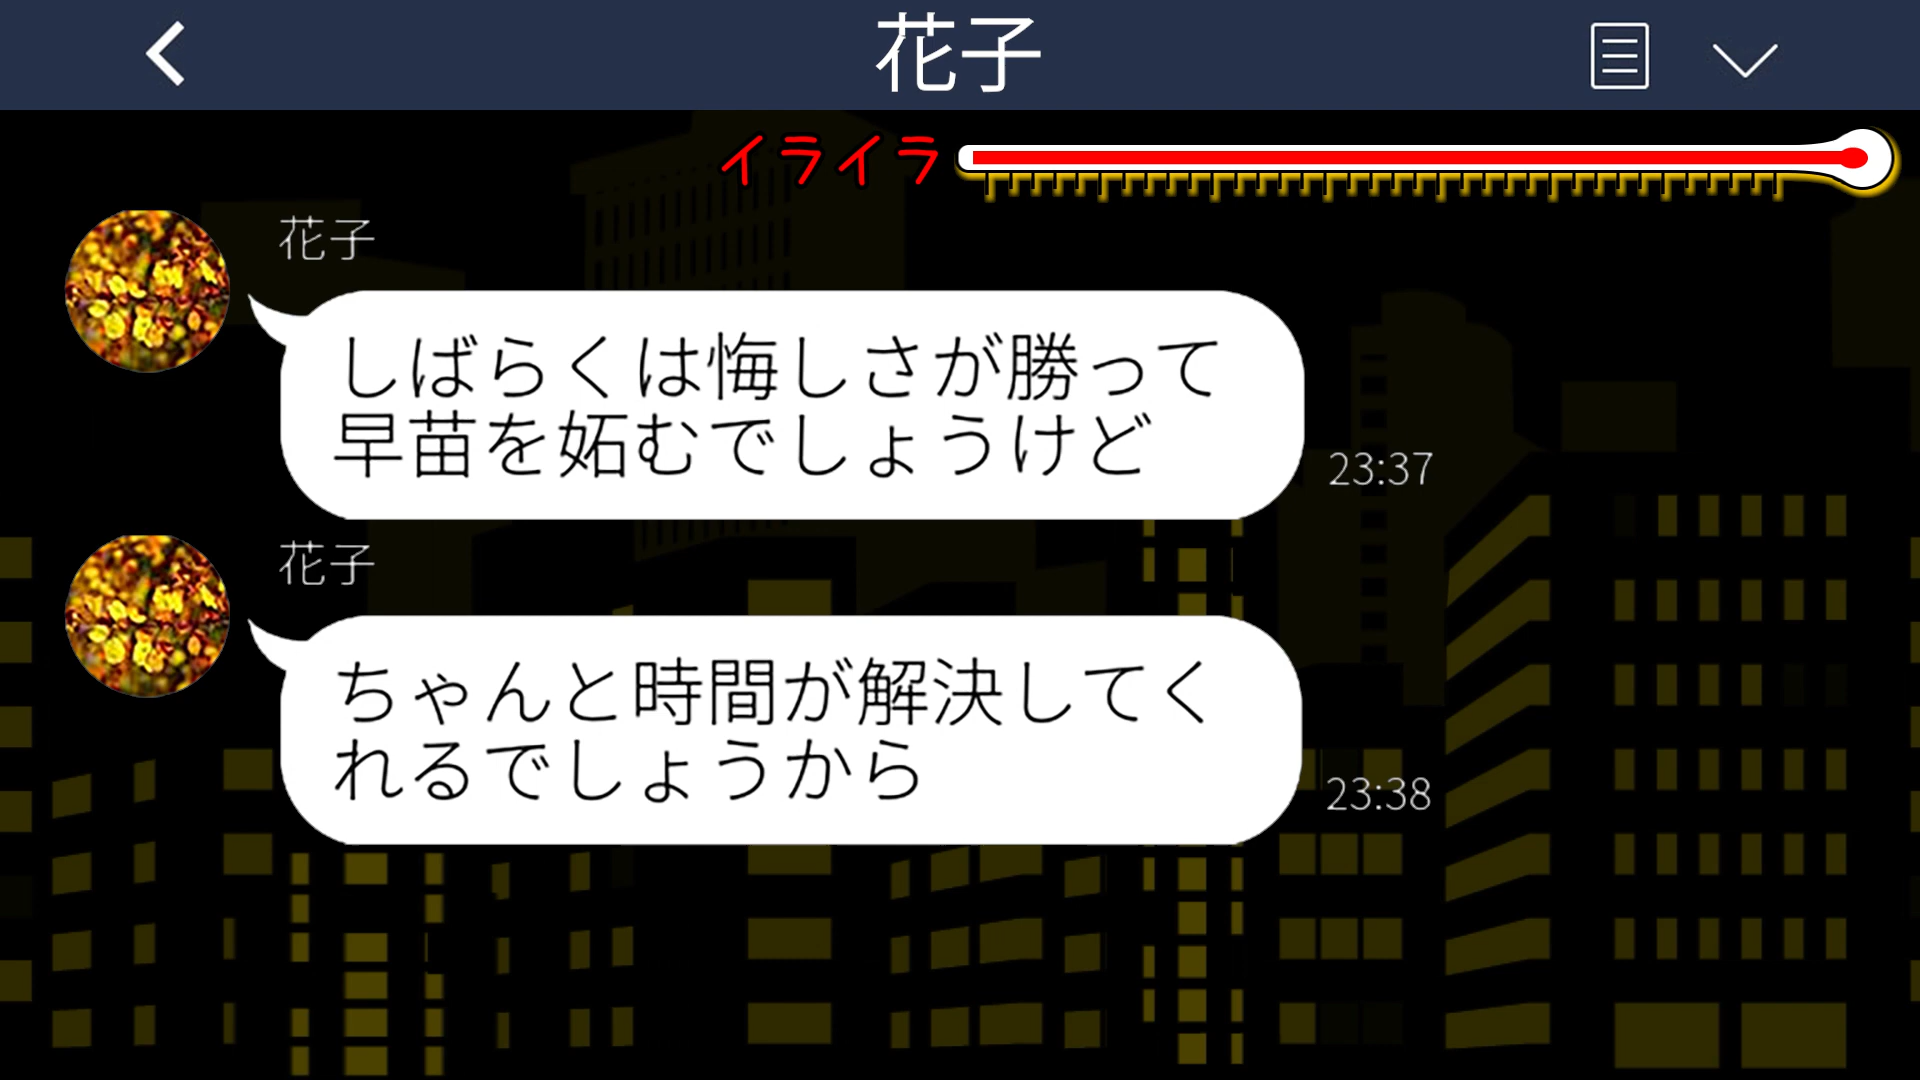 花子
イライラ
花子
しばらくは悔しさが勝って
早苗を妬むでしょうけど
23:37
花子
ちゃんと時間が解決してく
れるでしょうから
23:38